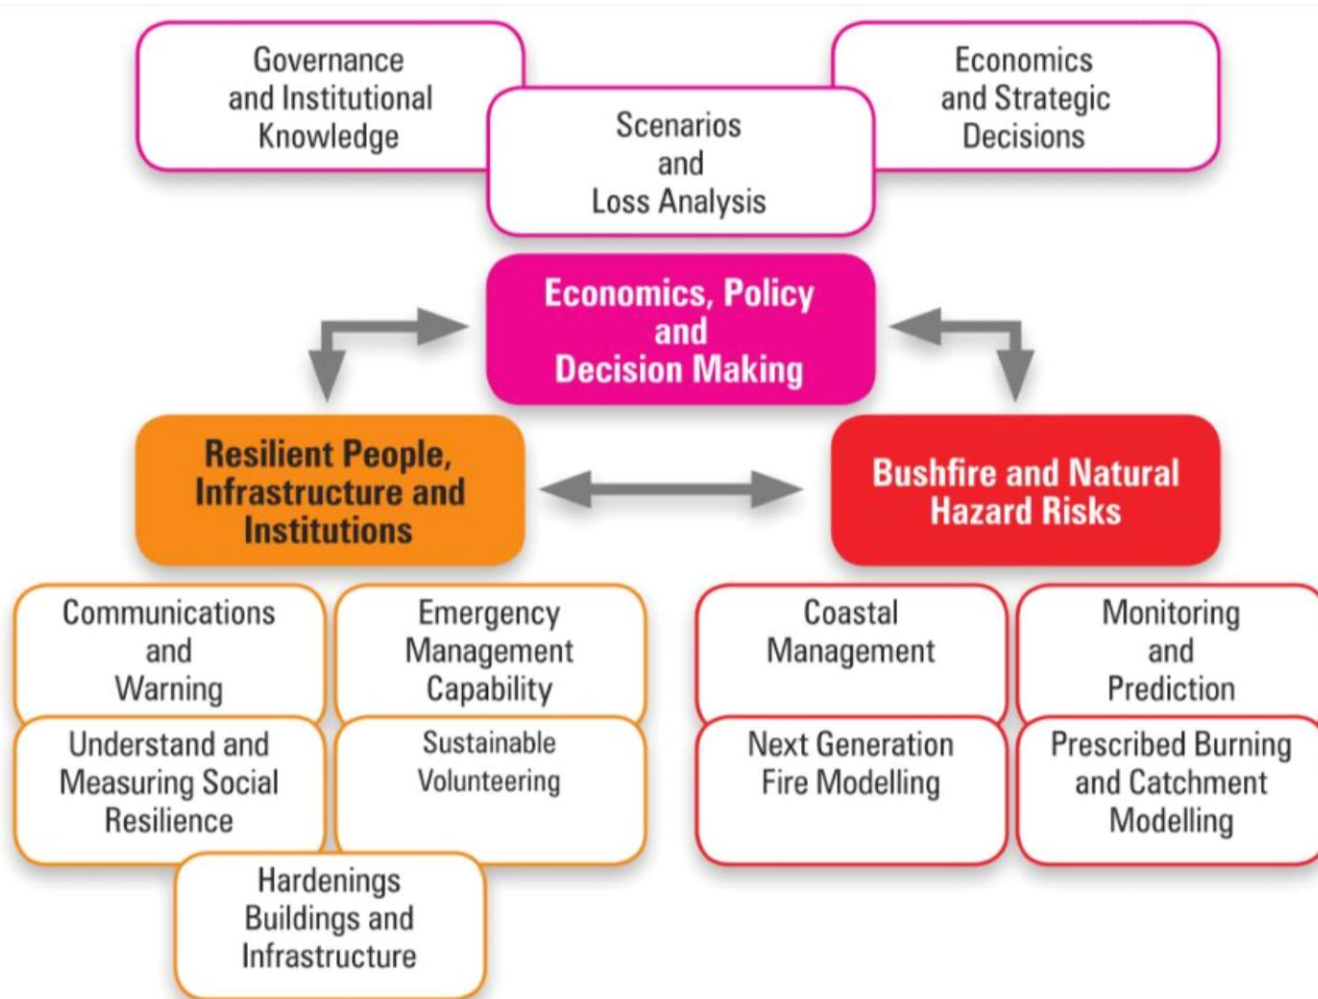 Governance
and Institutional
Knowledge
Scenarios
and
Loss Analysis
Economics
and Strategic
Decisions
Economics, Policy
and
Decision Making
Resilient People,
Infrastructure and
Institutions
Bushfire and Natural
Hazard Risks
Communications
and
Warning
Emergency
Management
Capability
Understand and
Measuring Social
Resilience
Sustainable
Volunteering
Hardenings
Buildings and
Infrastructure
Coastal
Management
Monitoring
and
Prediction
Next Generation
Fire Modelling
Prescribed Burning
and Catchment
Modelling